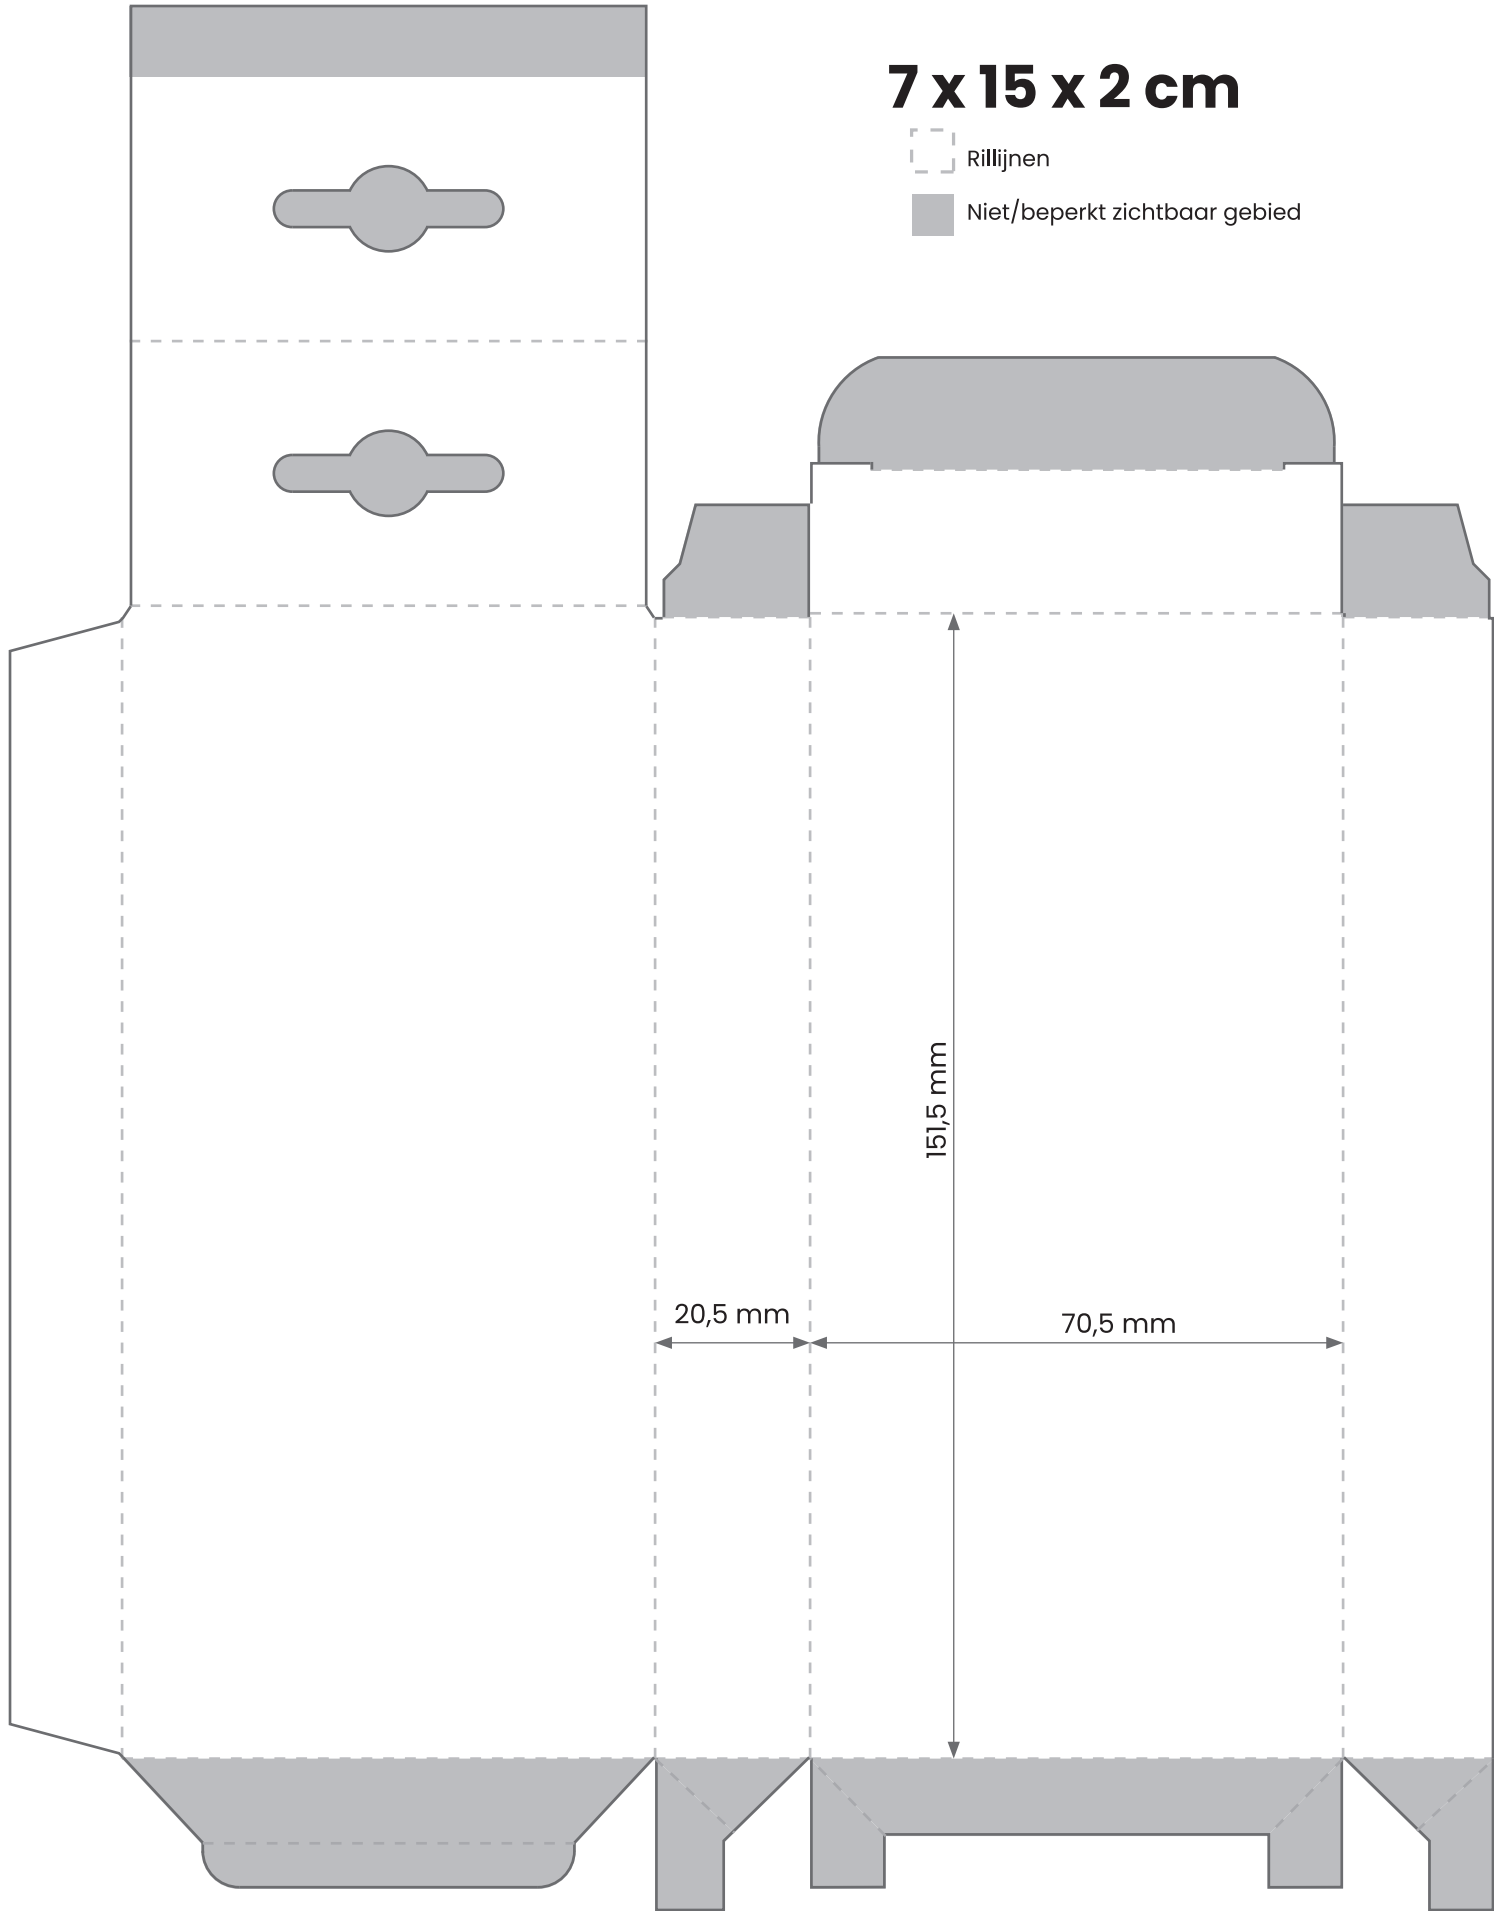 7 x 15 x 2 cm
Rillijnen
Niet/beperkt zichtbaar gebied
151,5 mm
20,5 mm
70,5 mm